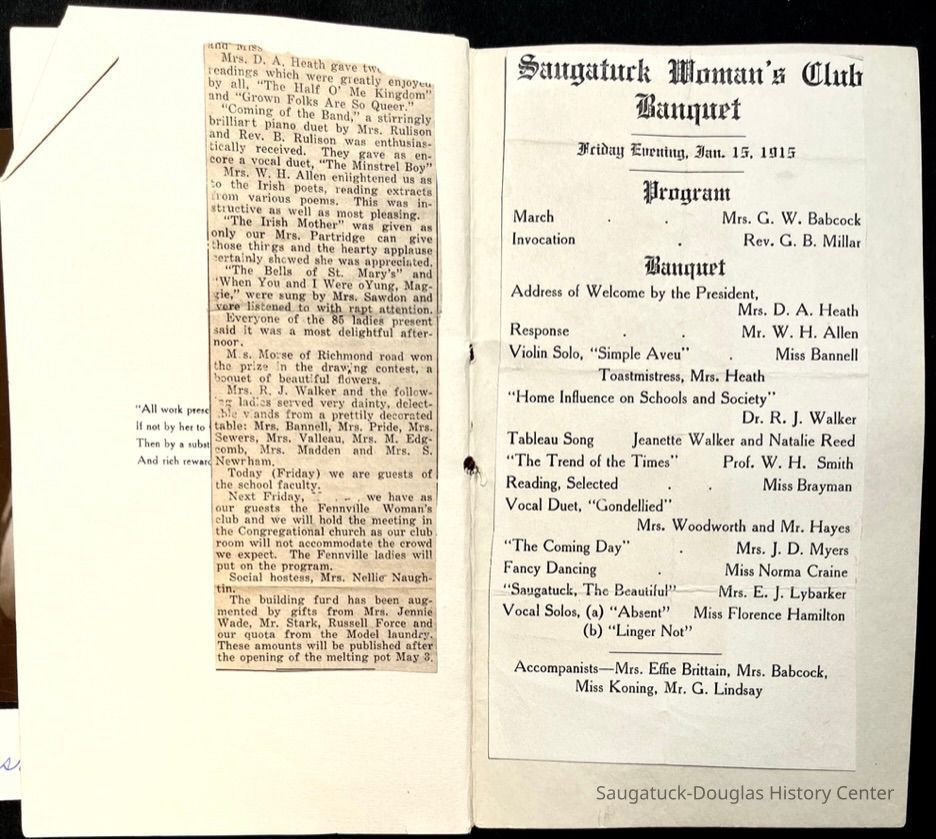 and Miss
Mrs. D. A. Heath gave
readings which were greatly enjoyed
by all, "The Half O' Me Kingdom"
and "Grown Folks Are So Queer."
"Coming of the Band," a stirringly
brilliart piano duet by Mrs. Rulison
and Rev. B. Rulison was enthusias-
tically received. They gave as en-
core a vocal duet, "The Minstrel Boy"
Mrs. W. H. Allen enlightened us as
to the Irish poets, reading extracts
from various poems. This was in-
structive as well as most pleasing.
"The Irish Mother" was given as
only our Mrs. Partridge can give
those things and the hearty applause
certainly showed she was appreciated.
"The Bells of St. Mary's" and
"When You and I Were oYung, Mag-
gie," were sung by Mrs. Sawdon and
were listened to with rapt attention.
Everyone of the 85 ladies present
said it was a most delightful after-
noor.
Mrs. Morse of Richmond road won
the prize in the drawing contest, a
boquet of beautiful flowers.
Mrs. R. J. Walker and the follow-
ing ladies served very dainty, delect-
able viands from a prettily decorated
table: Mrs. Bannell, Mrs. Pride, Mrs.
Sewers, Mrs. Valleau, Mrs. M. Edg-
comb, Mrs. Madden and Mrs. S.
Newnham.
Today (Friday) we are guests of
the school faculty.
Next Friday, we have as
our guests the Fennville Woman's
club and we will hold the meeting in
the Congregational church as our club
room will not accommodate the crowd
we expect. The Fennville ladies will
put on the program.
Social hostess, Mrs. Nellie Naugh-
tin.
The building furd has been aug-
mented by gifts from Mrs. Jennie
Wade, Mr. Stark, Russell Force and
our quota from the Model laundry.
These amounts will be published after
the opening of the melting pot May 3.
"All work
If not by her to
Then by a
And rich
Saugatuck Woman's Club
Banquet
Friday Evening, Jan. 15, 1915
Program
March . . Mrs. G. W. Babcock
Invocation . Rev. G. B. Millar
Banquet
Address of Welcome by the President,
Mrs. D. A. Heath
Response . . Mr. W. H. Allen
Violin Solo, "Simple Aveu" . Miss Bannell
Toastmistress, Mrs. Heath
"Home Influence on Schools and Society"
Dr. R. J. Walker
Tableau Song Jeanette Walker and Natalie Reed
"The Trend of the Times" Prof. W. H. Smith
Reading, Selected . . Miss Brayman
Vocal Duet, "Gondellied"
Mrs. Woodworth and Mr. Hayes
"The Coming Day" . Mrs. J. D. Myers
Fancy Dancing . Miss Norma Craine
"Saugatuck, The Beautiful" Mrs. E. J. Lybarker
Vocal Solos, (a) "Absent" Miss Florence Hamilton
(b) "Linger Not"
Accompanists—Mrs. Effie Brittain, Mrs. Babcock,
Miss Koning, Mr. G. Lindsay
Saugatuck-Douglas History Center